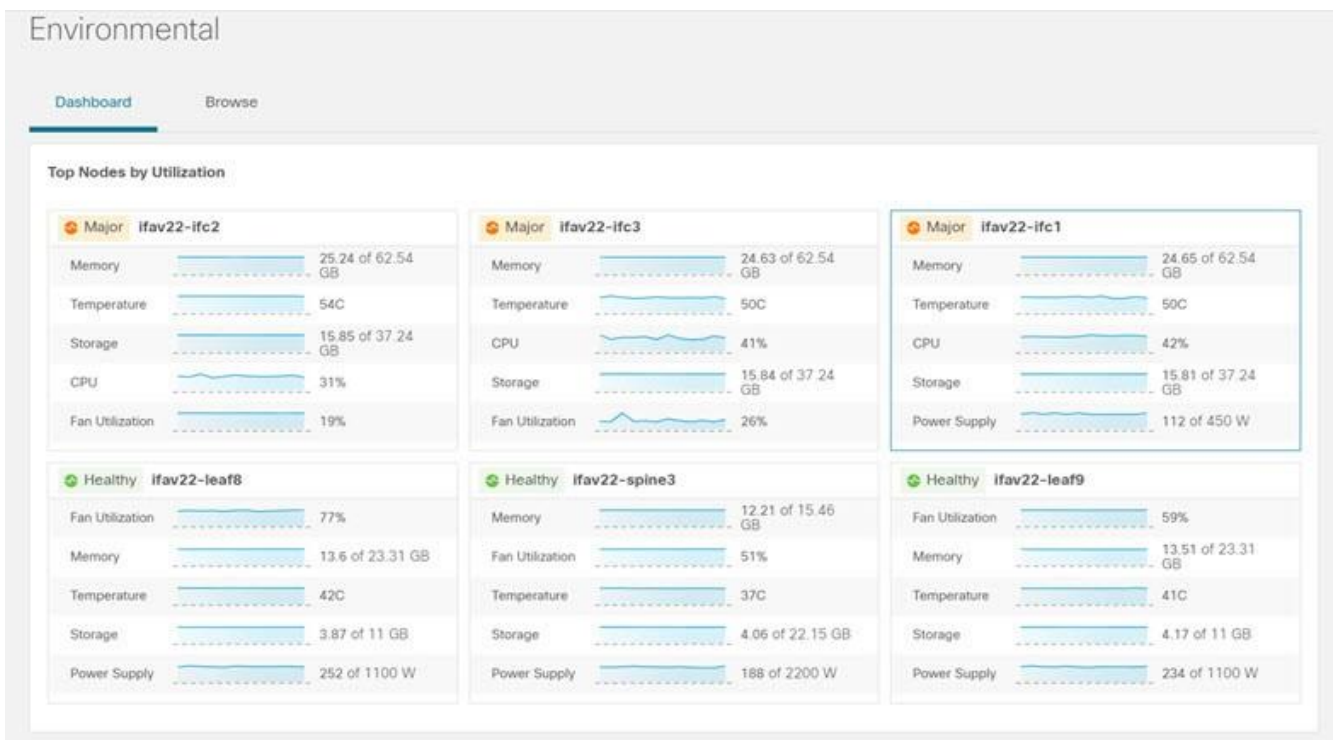 Environmental
Dashboard Browse
Top Nodes by Utilization
Major ifav22-ifc2
Memory 25.24 of 62.54 GB
Temperature 54C
Storage 15.85 of 37.24 GB
CPU 31%
Fan Utilization 19%
Major ifav22-ifc3
Memory 24.63 of 62.54 GB
Temperature 50C
CPU 41%
Storage 15.84 of 37.24 GB
Fan Utilization 26%
Major ifav22-ifc1
Memory 24.65 of 62.54 GB
Temperature 50C
CPU 42%
Storage 15.81 of 37.24 GB
Power Supply 112 of 450 W
Healthy ifav22-leaf8
Fan Utilization 77%
Memory 13.6 of 23.31 GB
Temperature 42C
Storage 3.87 of 11 GB
Power Supply 252 of 1100 W
Healthy ifav22-spine3
Memory 12.21 of 15.46 GB
Fan Utilization 51%
Temperature 37C
Storage 4.06 of 22.15 GB
Power Supply 188 of 2200 W
Healthy ifav22-leaf9
Fan Utilization 59%
Memory 13.51 of 23.31 GB
Temperature 41C
Storage 4.17 of 11 GB
Power Supply 234 of 1100 W